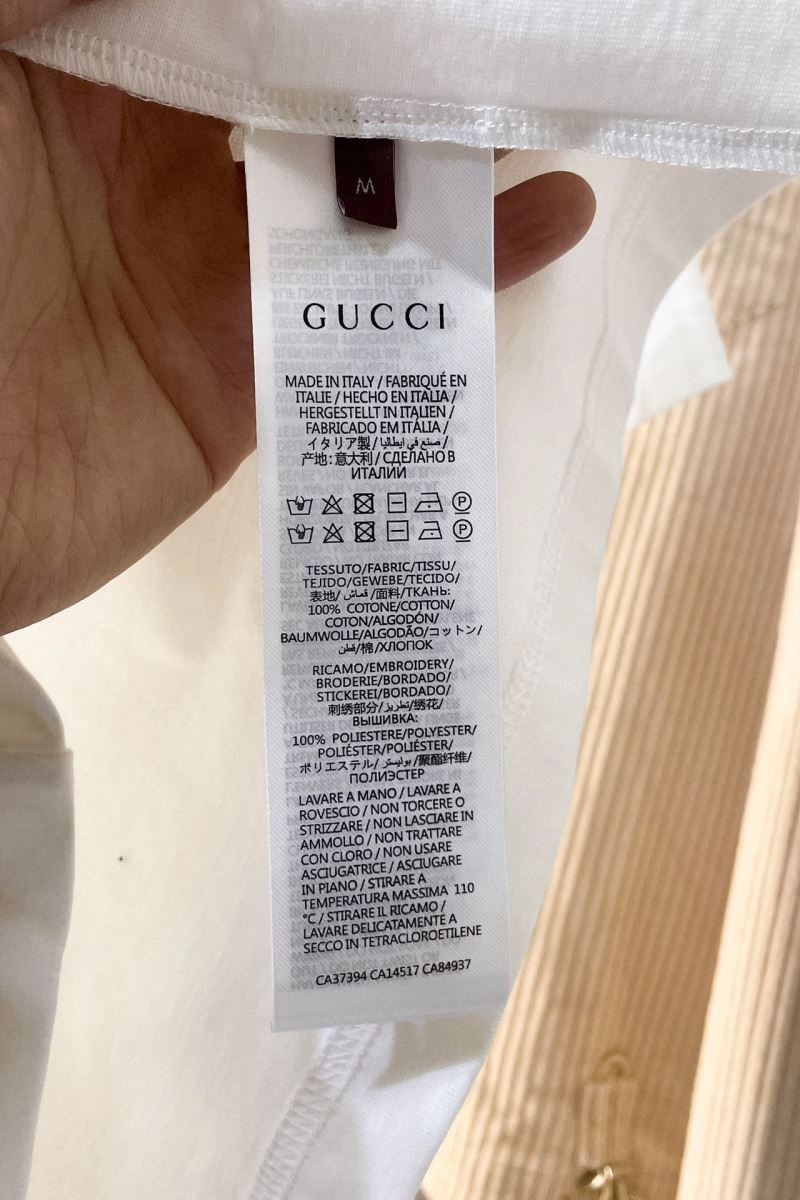 M
GUCCI
MADE IN ITALY / FABRIQUÉ EN
ITALIE / HECHO EN ITALIA /
HERGESTELLT IN ITALIEN /
FABRICADO EM ITÁLIA /
イタリア製 / صنع في ايطاليا /
产地: 意大利 / СДЕЛАНО В
ИТАЛИИ
TESSUTO/FABRIC/TISSU/
TEJIDO/GEWEBE/TECIDO/
表地/ قماش /面料/ТКАНЬ:
100% COTONE/COTTON/
COTON/ALGODÓN/
BAUMWOLLE/ALGODÃO/コットン/
قطن/棉/ХЛОПОК
RICAMO/EMBROIDERY/
BRODERIE/BORDADO/
STICKEREI/BORDADO/
刺绣部分/تطريز/绣花/
ВЫШИВКА:
100% POLIESTERE/POLYESTER/
POLIÉSTER/POLIÉSTER/
ポリエステル/ بوليستر /聚酯纤维/
ПОЛИЭСТЕР
LAVARE A MANO / LAVARE A
ROVESCIO / NON TORCERE O
STRIZZARE / NON LASCIARE IN
AMMOLLO / NON TRATTARE
CON CLORO / NON USARE
ASCIUGATRICE / ASCIUGARE
IN PIANO / STIRARE A
TEMPERATURA MASSIMA 110
°C / STIRARE IL RICAMO /
LAVARE DELICATAMENTE A
SECCO IN TETRACLOROETILENE
CA37394 CA14517 CA84937